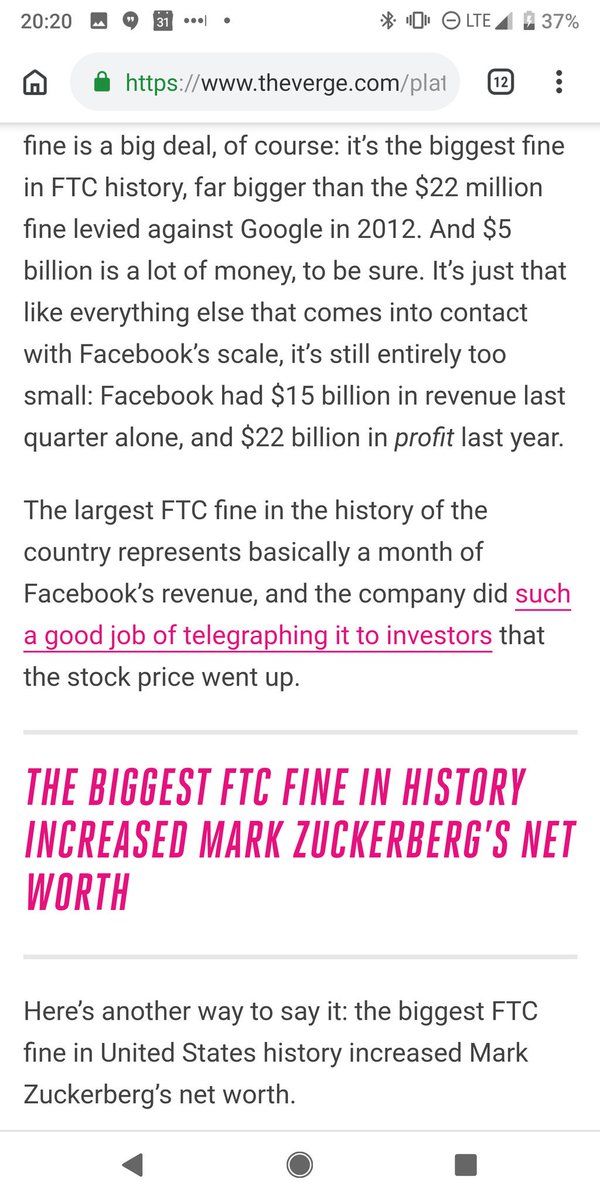 20:20 31 LTE 37%
https://www.theverge.com/plat 12
fine is a big deal, of course: it’s the biggest fine
in FTC history, far bigger than the $22 million
fine levied against Google in 2012. And $5
billion is a lot of money, to be sure. It’s just that
like everything else that comes into contact
with Facebook’s scale, it’s still entirely too
small: Facebook had $15 billion in revenue last
quarter alone, and $22 billion in profit last year.
The largest FTC fine in the history of the
country represents basically a month of
Facebook’s revenue, and the company did such
a good job of telegraphing it to investors that
the stock price went up.
THE BIGGEST FTC FINE IN HISTORY
INCREASED MARK ZUCKERBERG’S NET
WORTH
Here’s another way to say it: the biggest FTC
fine in United States history increased Mark
Zuckerberg’s net worth.